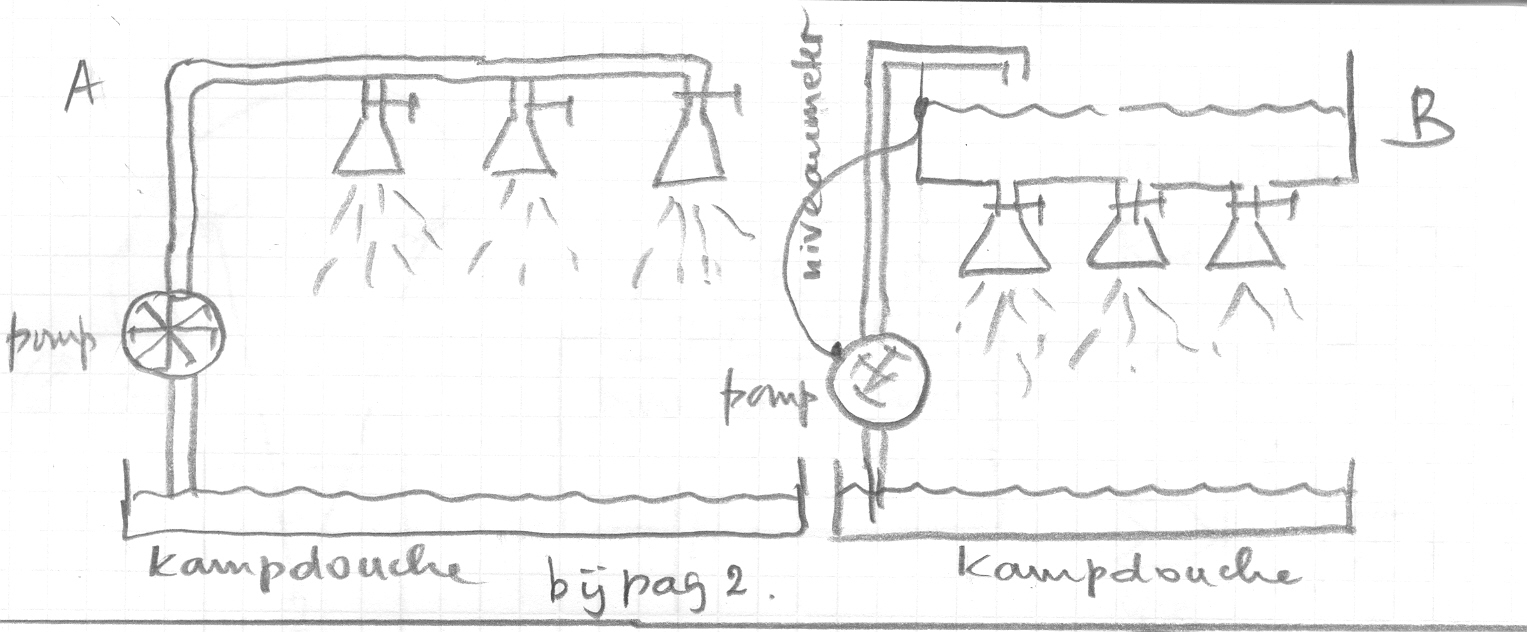 A
B
niveaumeter
pomp
pomp
kampdouche
bij pag 2.
kampdouche